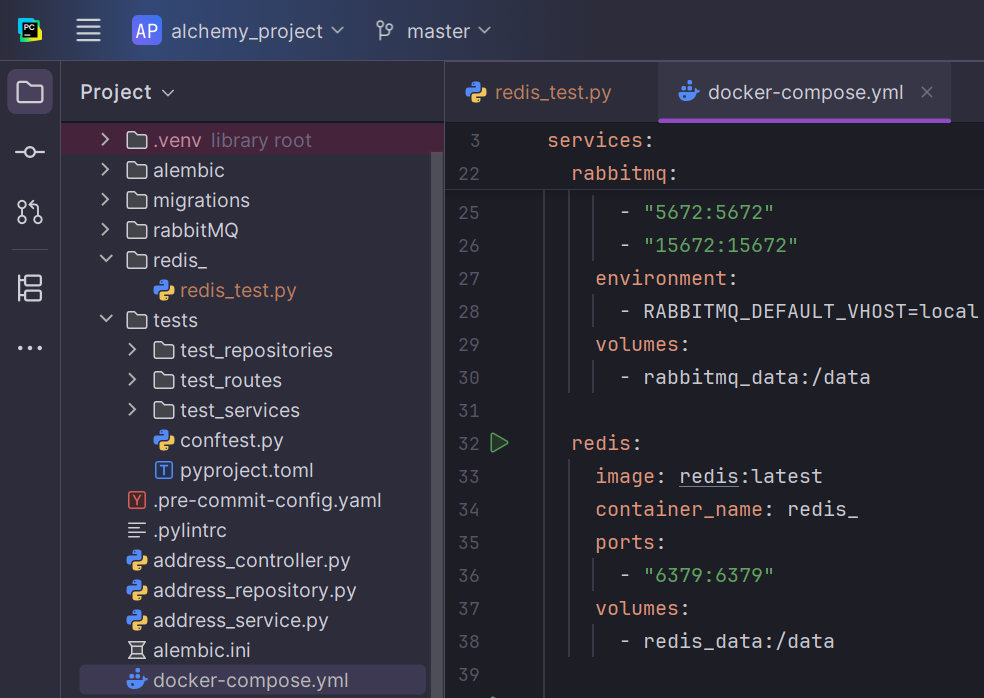 PC
AP alchemy_project master
Project
redis_test.py docker-compose.yml
.venv library root
alembic
migrations
rabbitMQ
redis_
redis_test.py
tests
test_repositories
test_routes
test_services
conftest.py
T pyproject.toml
Y .pre-commit-config.yaml
.pylintrc
address_controller.py
address_repository.py
address_service.py
alembic.ini
docker-compose.yml
3 services:
22 rabbitmq:
25 - "5672:5672"
26 - "15672:15672"
27 environment:
28 - RABBITMQ_DEFAULT_VHOST=local
29 volumes:
30 - rabbitmq_data:/data
31
32 redis:
33 image: redis:latest
34 container_name: redis_
35 ports:
36 - "6379:6379"
37 volumes:
38 - redis_data:/data
39